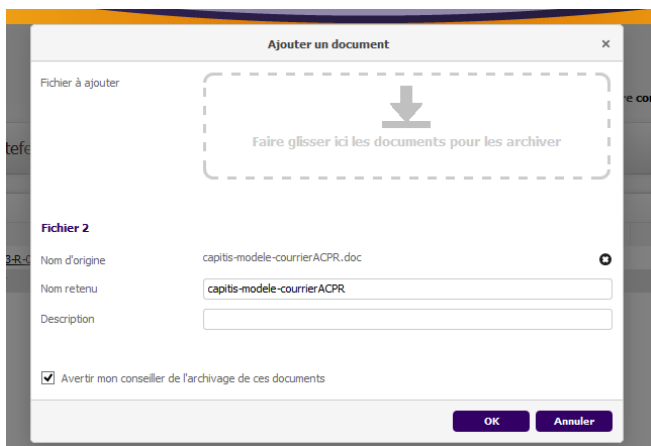 Ajouter un document
×
Fichier à ajouter
Faire glisser ici les documents pour les archiver
Fichier 2
Nom d'origine capitis-modele-courrierACPR.doc
Nom retenu capitis-modele-courrierACPR
Description
Avertir mon conseiller de l'archivage de ces documents
OK Annuler